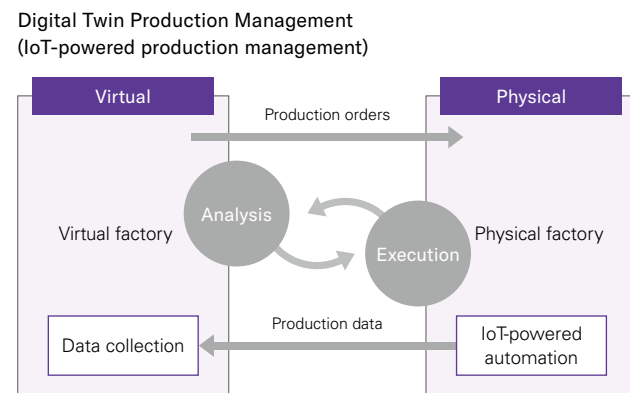 Digital Twin Production Management
(IoT-powered production management)
Virtual
Physical
Production orders
Analysis
Virtual factory
Execution
Physical factory
Production data
Data collection
IoT-powered
automation